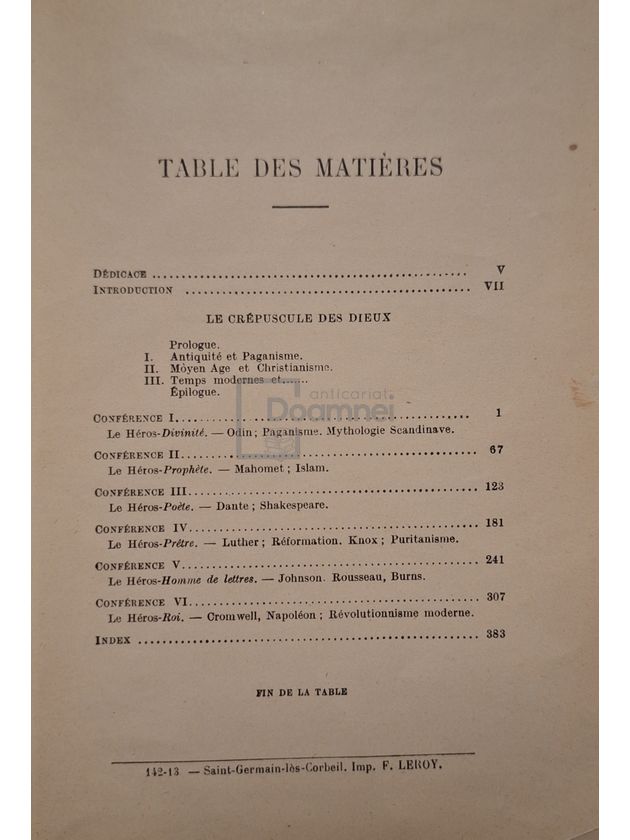 TABLE DES MATIÈRES
DÉDICACE ........................................ V
INTRODUCTION ........................................ VII
LE CRÉPUSCULE DES DIEUX
Prologue.
I. Antiquité et Paganisme.
II. Moyen Age et Christianisme.
III. Temps modernes et.......
Épilogue.
anticariat
Doamnei
CONFÉRENCE I........................................ 1
Le Héros-Divinité. — Odin ; Paganisme. Mythologie Scandinave.
CONFÉRENCE II........................................ 67
Le Héros-Prophète. — Mahomet ; Islam.
CONFÉRENCE III........................................ 123
Le Héros-Poète. — Dante ; Shakespeare.
CONFÉRENCE IV........................................ 181
Le Héros-Prêtre. — Luther ; Réformation. Knox ; Puritanisme.
CONFÉRENCE V........................................ 241
Le Héros-Homme de lettres. — Johnson. Rousseau, Burns.
CONFÉRENCE VI........................................ 307
Le Héros-Roi. — Cromwell, Napoléon ; Révolutionnisme moderne.
INDEX ........................................ 383
FIN DE LA TABLE
142-13 — Saint-Germain-lès-Corbeil. Imp. F. LEROY.